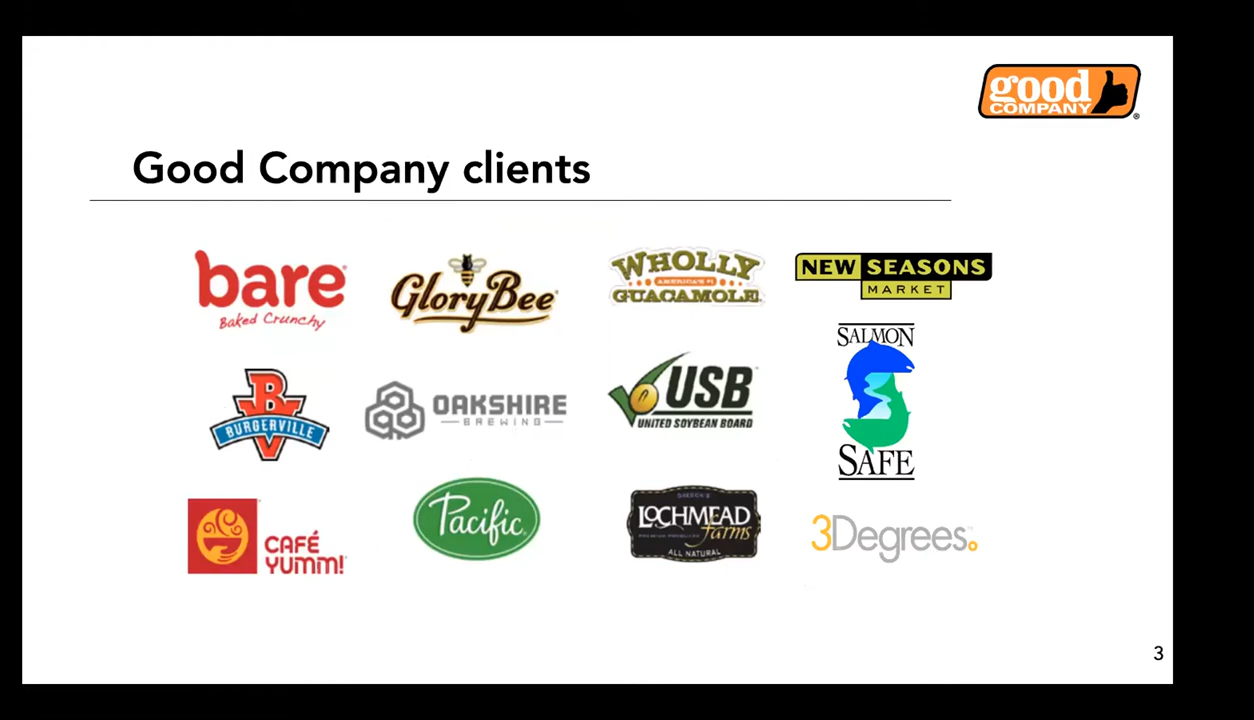 good
COMPANY
®
Good Company clients
bare
Baked Crunchy
GloryBee
WHOLLY
AMERICA'S #1
GUACAMOLE
NEW SEASONS
MARKET
SALMON
SAFE
BURGERVILLE
OAKSHIRE
BREWING
USB
UNITED SOYBEAN BOARD
CAFÉ
YUMM!
Pacific
OREGON'S
LOCHMEAD
farms
ALL NATURAL
3Degrees
3